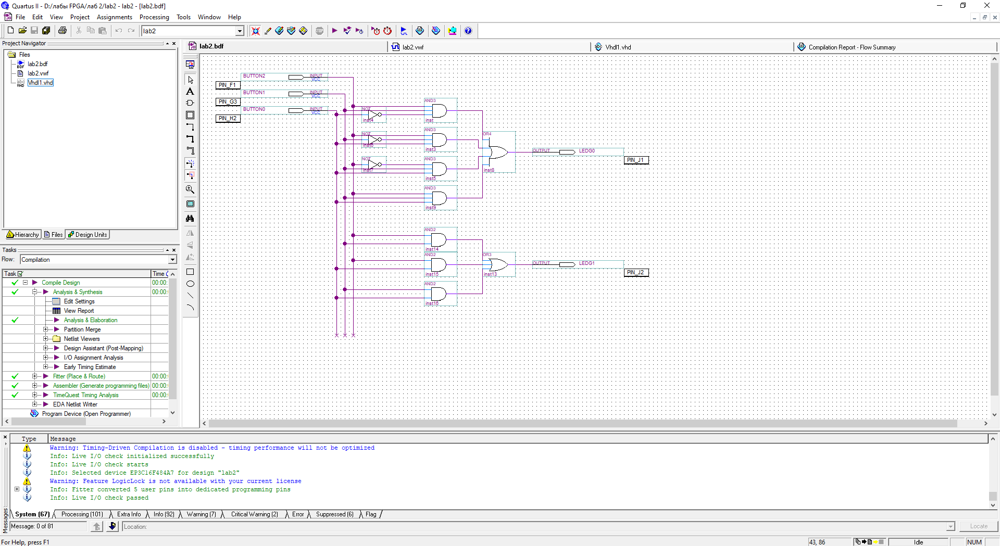 Quartus II - D:/лабы FPGA/лаб 2/lab2 - lab2 - [lab2.bdf]
File Edit View Project Assignments Processing Tools Window Help
lab2
Project Navigator
Files
lab2.bdf
lab2.vwf
Vhdl1.vhd
Hierarchy Files Design Units
Tasks
Flow: Compilation
Task Time
Compile Design 00:00:
Analysis & Synthesis 00:00:
Edit Settings
View Report
Analysis & Elaboration
Partition Merge
Netlist Viewers
Design Assistant (Post-Mapping)
I/O Assignment Analysis
Early Timing Estimate
Fitter (Place & Route) 00:00:
Assembler (Generate programming files) 00:00:
TimeQuest Timing Analysis 00:00:
EDA Netlist Writer
Program Device (Open Programmer)
lab2.bdf lab2.vwf Vhdl1.vhd Compilation Report - Flow Summary
BUTTON2 INPUT
VCC
PIN_F1
BUTTON1 INPUT
VCC
PIN_G3
BUTTON0 INPUT
VCC
PIN_H2
AND3
inst
NOT
inst4
AND3
inst3
NOT
inst6
AND3
inst5
NOT
inst7
AND3
inst9
OR4
inst8
OUTPUT LEDG0
PIN_J1
AND2
inst14
AND2
inst15
AND2
inst16
OR3
inst13
OUTPUT LEDG1
PIN_J2
Type Message
Warning: Timing-Driven Compilation is disabled - timing performance will not be optimized
Info: Live I/O check initialized successfully
Info: Live I/O check starts
Info: Selected device EP3C16F484A7 for design "lab2"
Warning: Feature LogicLock is not available with your current license
Info: Fitter converted 5 user pins into dedicated programming pins
Info: Live I/O check passed
System (67) Processing (101) Extra Info Info (92) Warning (7) Critical Warning (2) Error Suppressed (6) Flag
Messages
Message: 0 of 81 Location: Locate
For Help, press F1 43, 86 Idle NUM